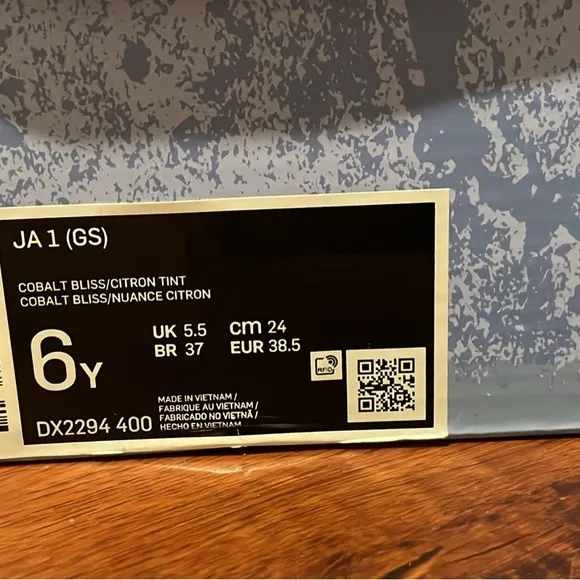 JA 1 (GS)
COBALT BLISS/CITRON TINT
COBALT BLISS/NUANCE CITRON
6Y
UK 5.5 cm 24
BR 37 EUR 38.5
RFID
DX2294 400
MADE IN VIETNAM /
FABRIQUE AU VIETNAM /
FABRICADO NO VIETNÃ /
HECHO EN VIETNAM